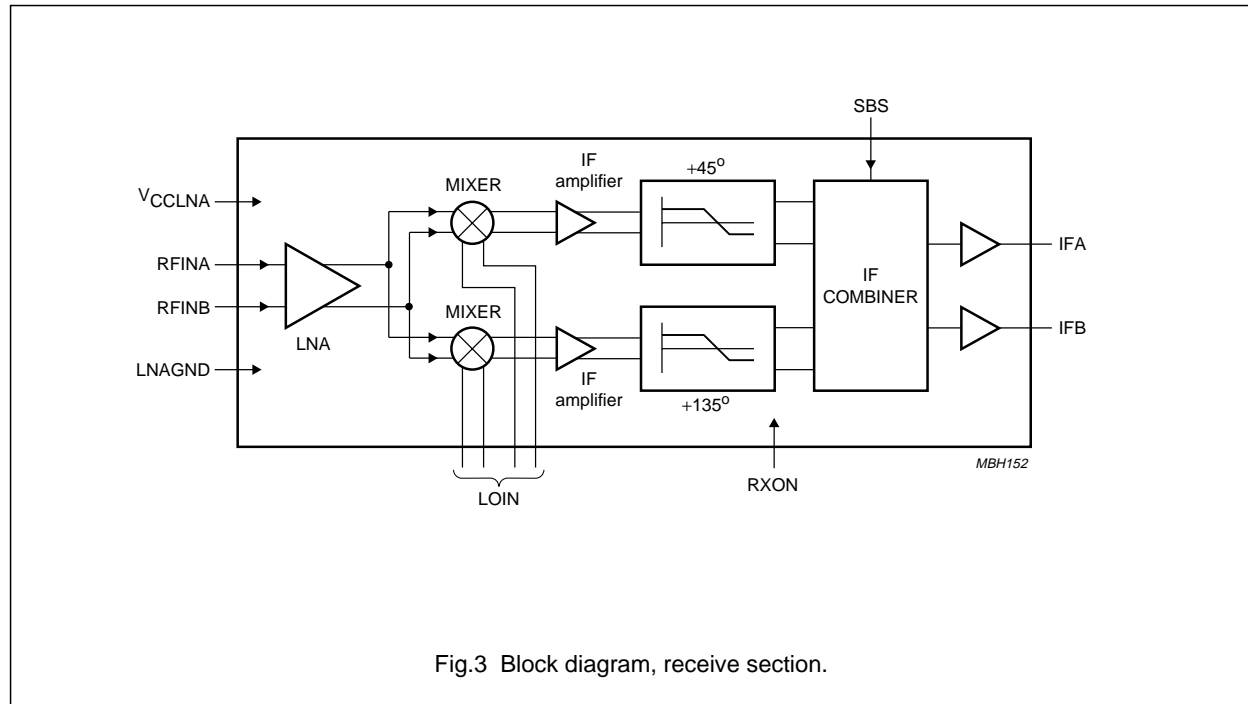 SBS
+45°
IF
amplifier
MIXER
VCCLNA
RFINA
RFINB
LNA
LNAGND
IF
COMBINER
IFA
IFB
MIXER
IF
amplifier
+135°
MBH152
LOIN
RXON
Fig.3 Block diagram, receive section.